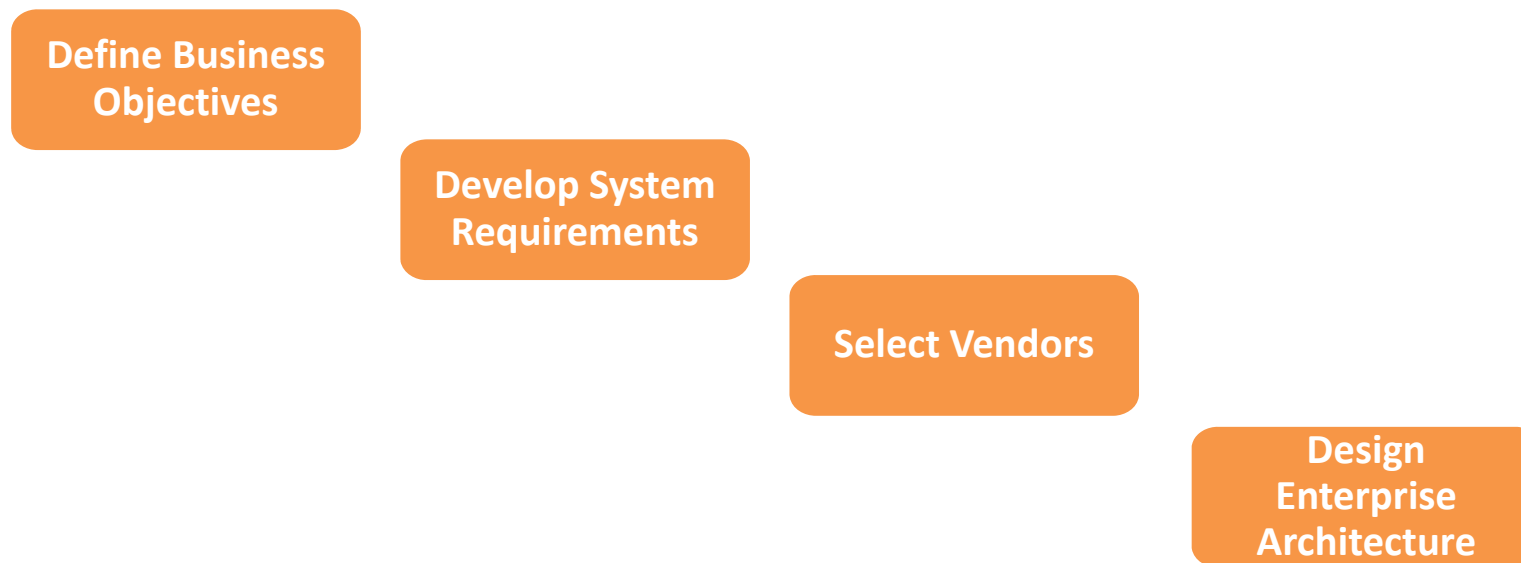 Define Business
Objectives
Develop System
Requirements
Select Vendors
Design
Enterprise
Architecture